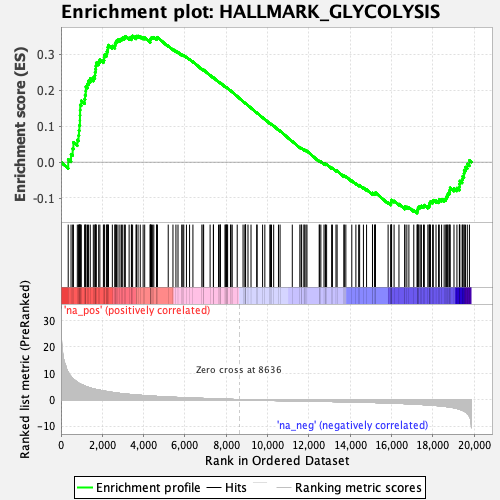 Enrichment plot: HALLMARK_GLYCOLYSIS
Enrichment score (ES)
0.3
0.2
0.1
0.0
-0.1
'na_pos' (positively correlated)
Ranked list metric (PreRanked)
30
20
10
0
-10
Zero cross at 8636
'na_neg' (negatively correlated)
0
2,000
4,000
6,000
8,000
10,000
12,000
14,000
16,000
18,000
20,000
Rank in Ordered Dataset
Enrichment profile
Hits
Ranking metric scores